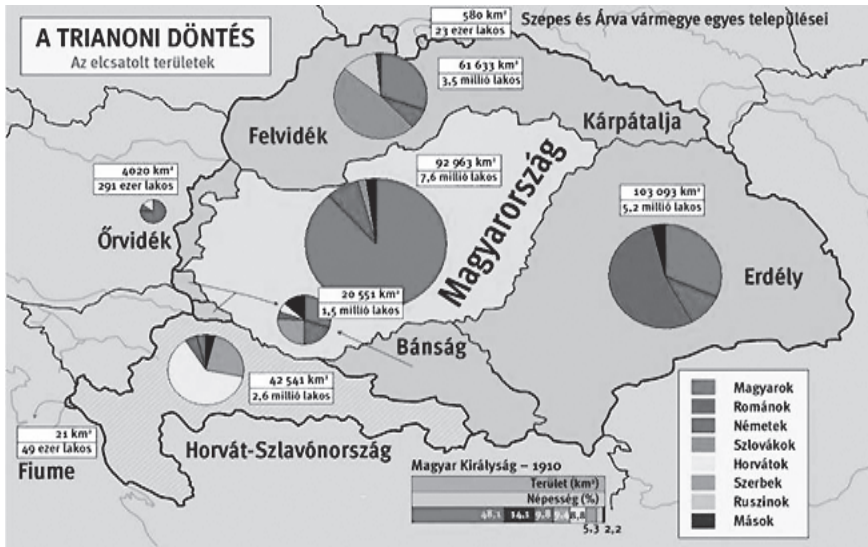 A TRIANONI DÖNTÉS
Az elcsatolt területek
580 km²
23 ezer lakos
Szepes és Árva vármegye egyes települései
61 633 km²
3,5 millió lakos
Felvidék
Kárpátalja
92 963 km²
7,6 millió lakos
Magyarország
4020 km²
291 ezer lakos
Őrvidék
103 093 km²
5,2 millió lakos
Erdély
20 551 km²
1,5 millió lakos
Bánság
42 541 km²
2,6 millió lakos
Horvát-Szlavónország
21 km²
49 ezer lakos
Fiume
Magyarok
Románok
Németek
Szlovákok
Horvátok
Szerbek
Ruszinok
Mások
Magyar Királyság – 1910
Terület (km²)
Népesség (%)
48,1 14,1 9,8 9,4
5,3 2,2